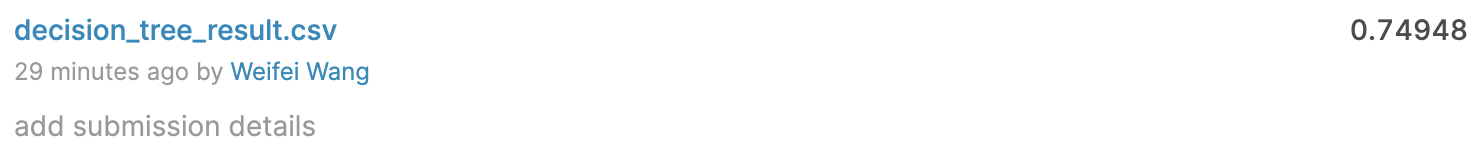 decision_tree_result.csv 0.74948
29 minutes ago by Weifei Wang
add submission details